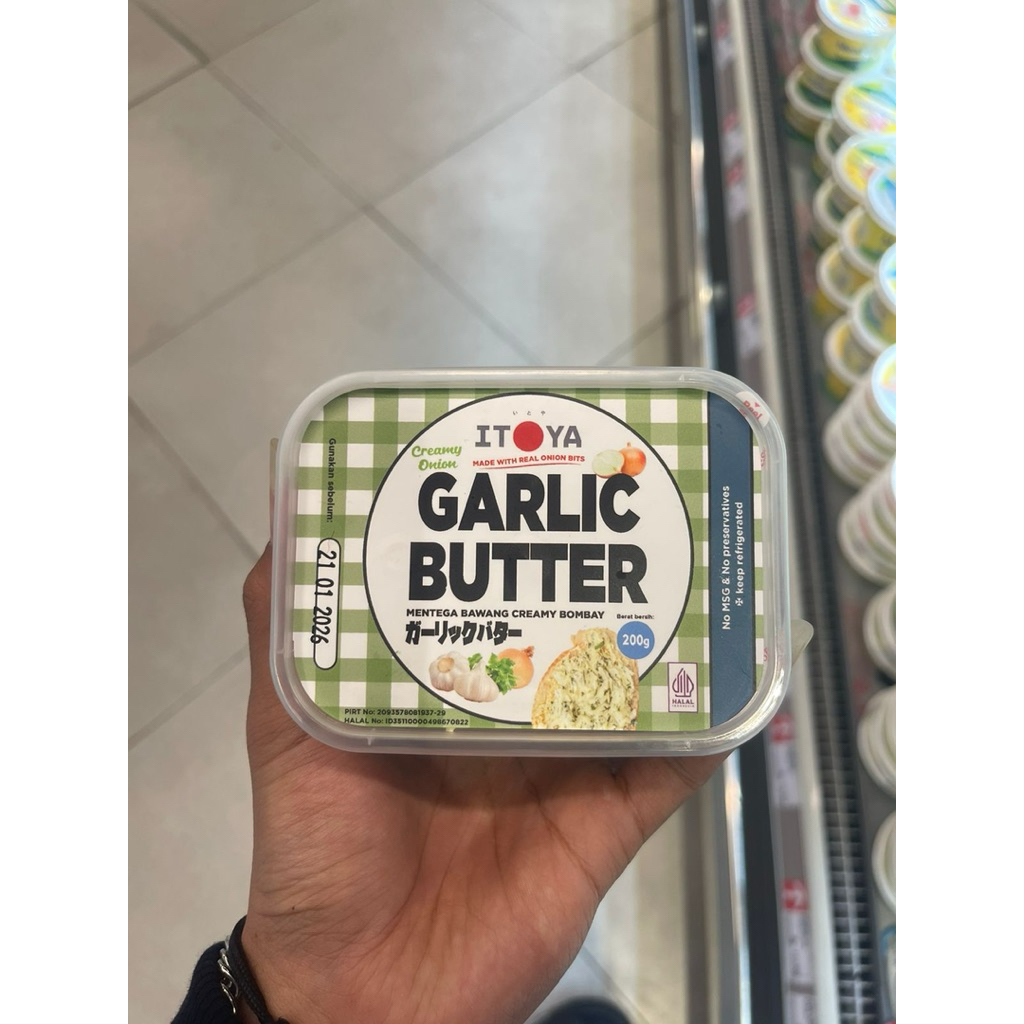 いとや
ITOYA
Creamy
Onion
MADE WITH REAL ONION BITS
GARLIC
BUTTER
MENTEGA BAWANG CREAMY BOMBAY
ガーリックバター
Berat bersih:
200g
Gunakan sebelum:
21 01 2026
PIRT No: 2093578081937-29
HALAL No: ID35110000498670822
HALAL
INDONESIA
No MSG & No preservatives
✠ keep refrigerated